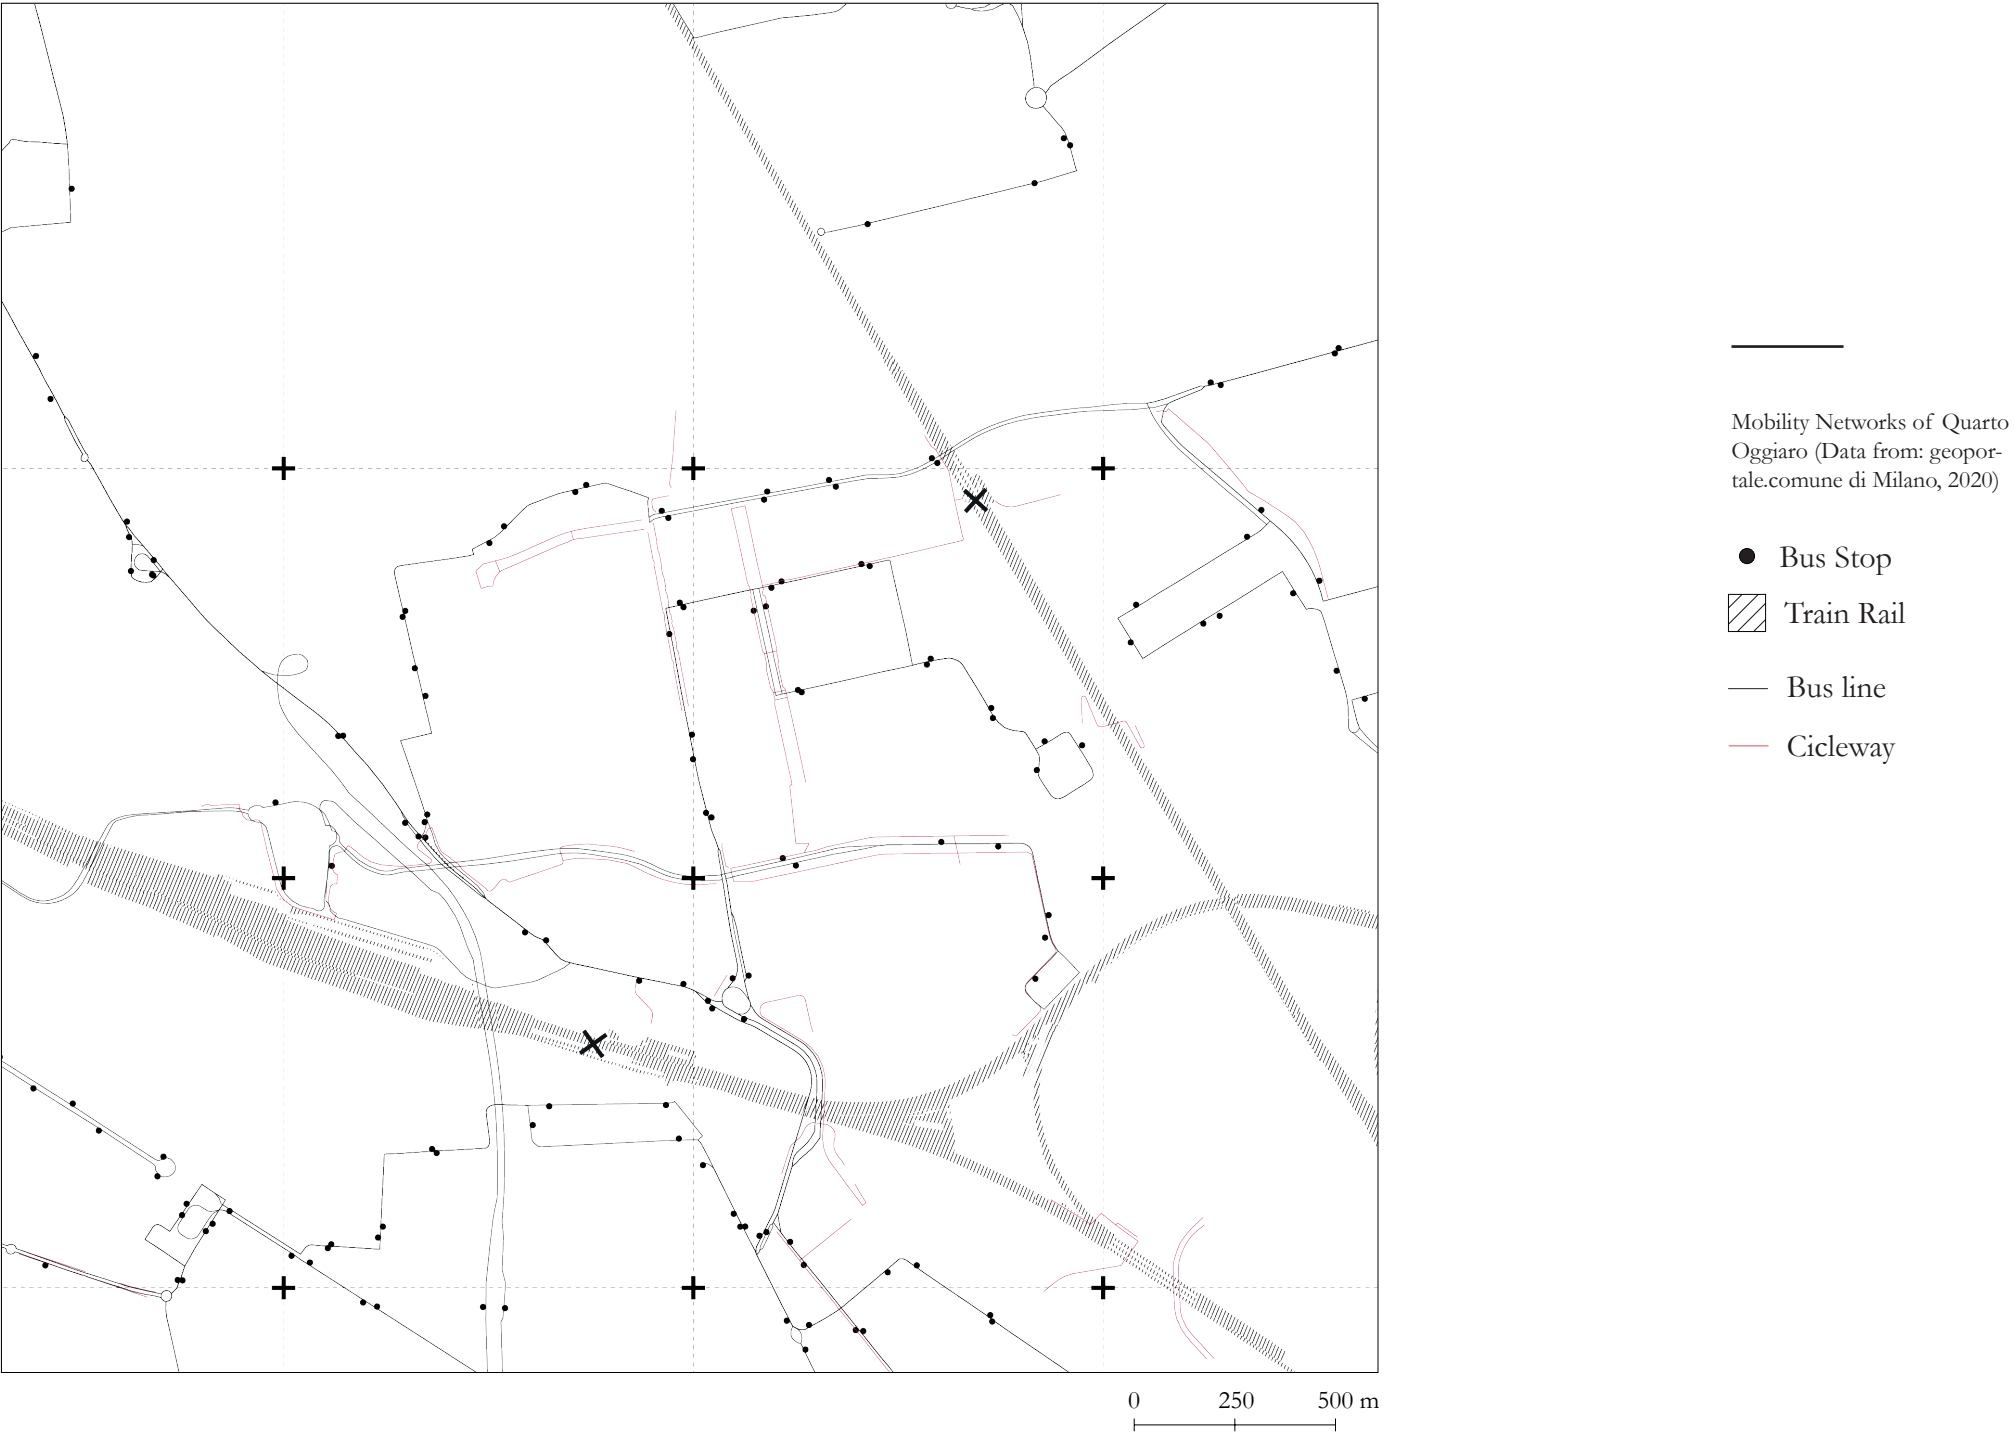 Mobility Networks of Quarto
Oggiaro (Data from: geopor-
tale.comune di Milano, 2020)
Bus Stop
Train Rail
Bus line
Cicleway
0 250 500 m